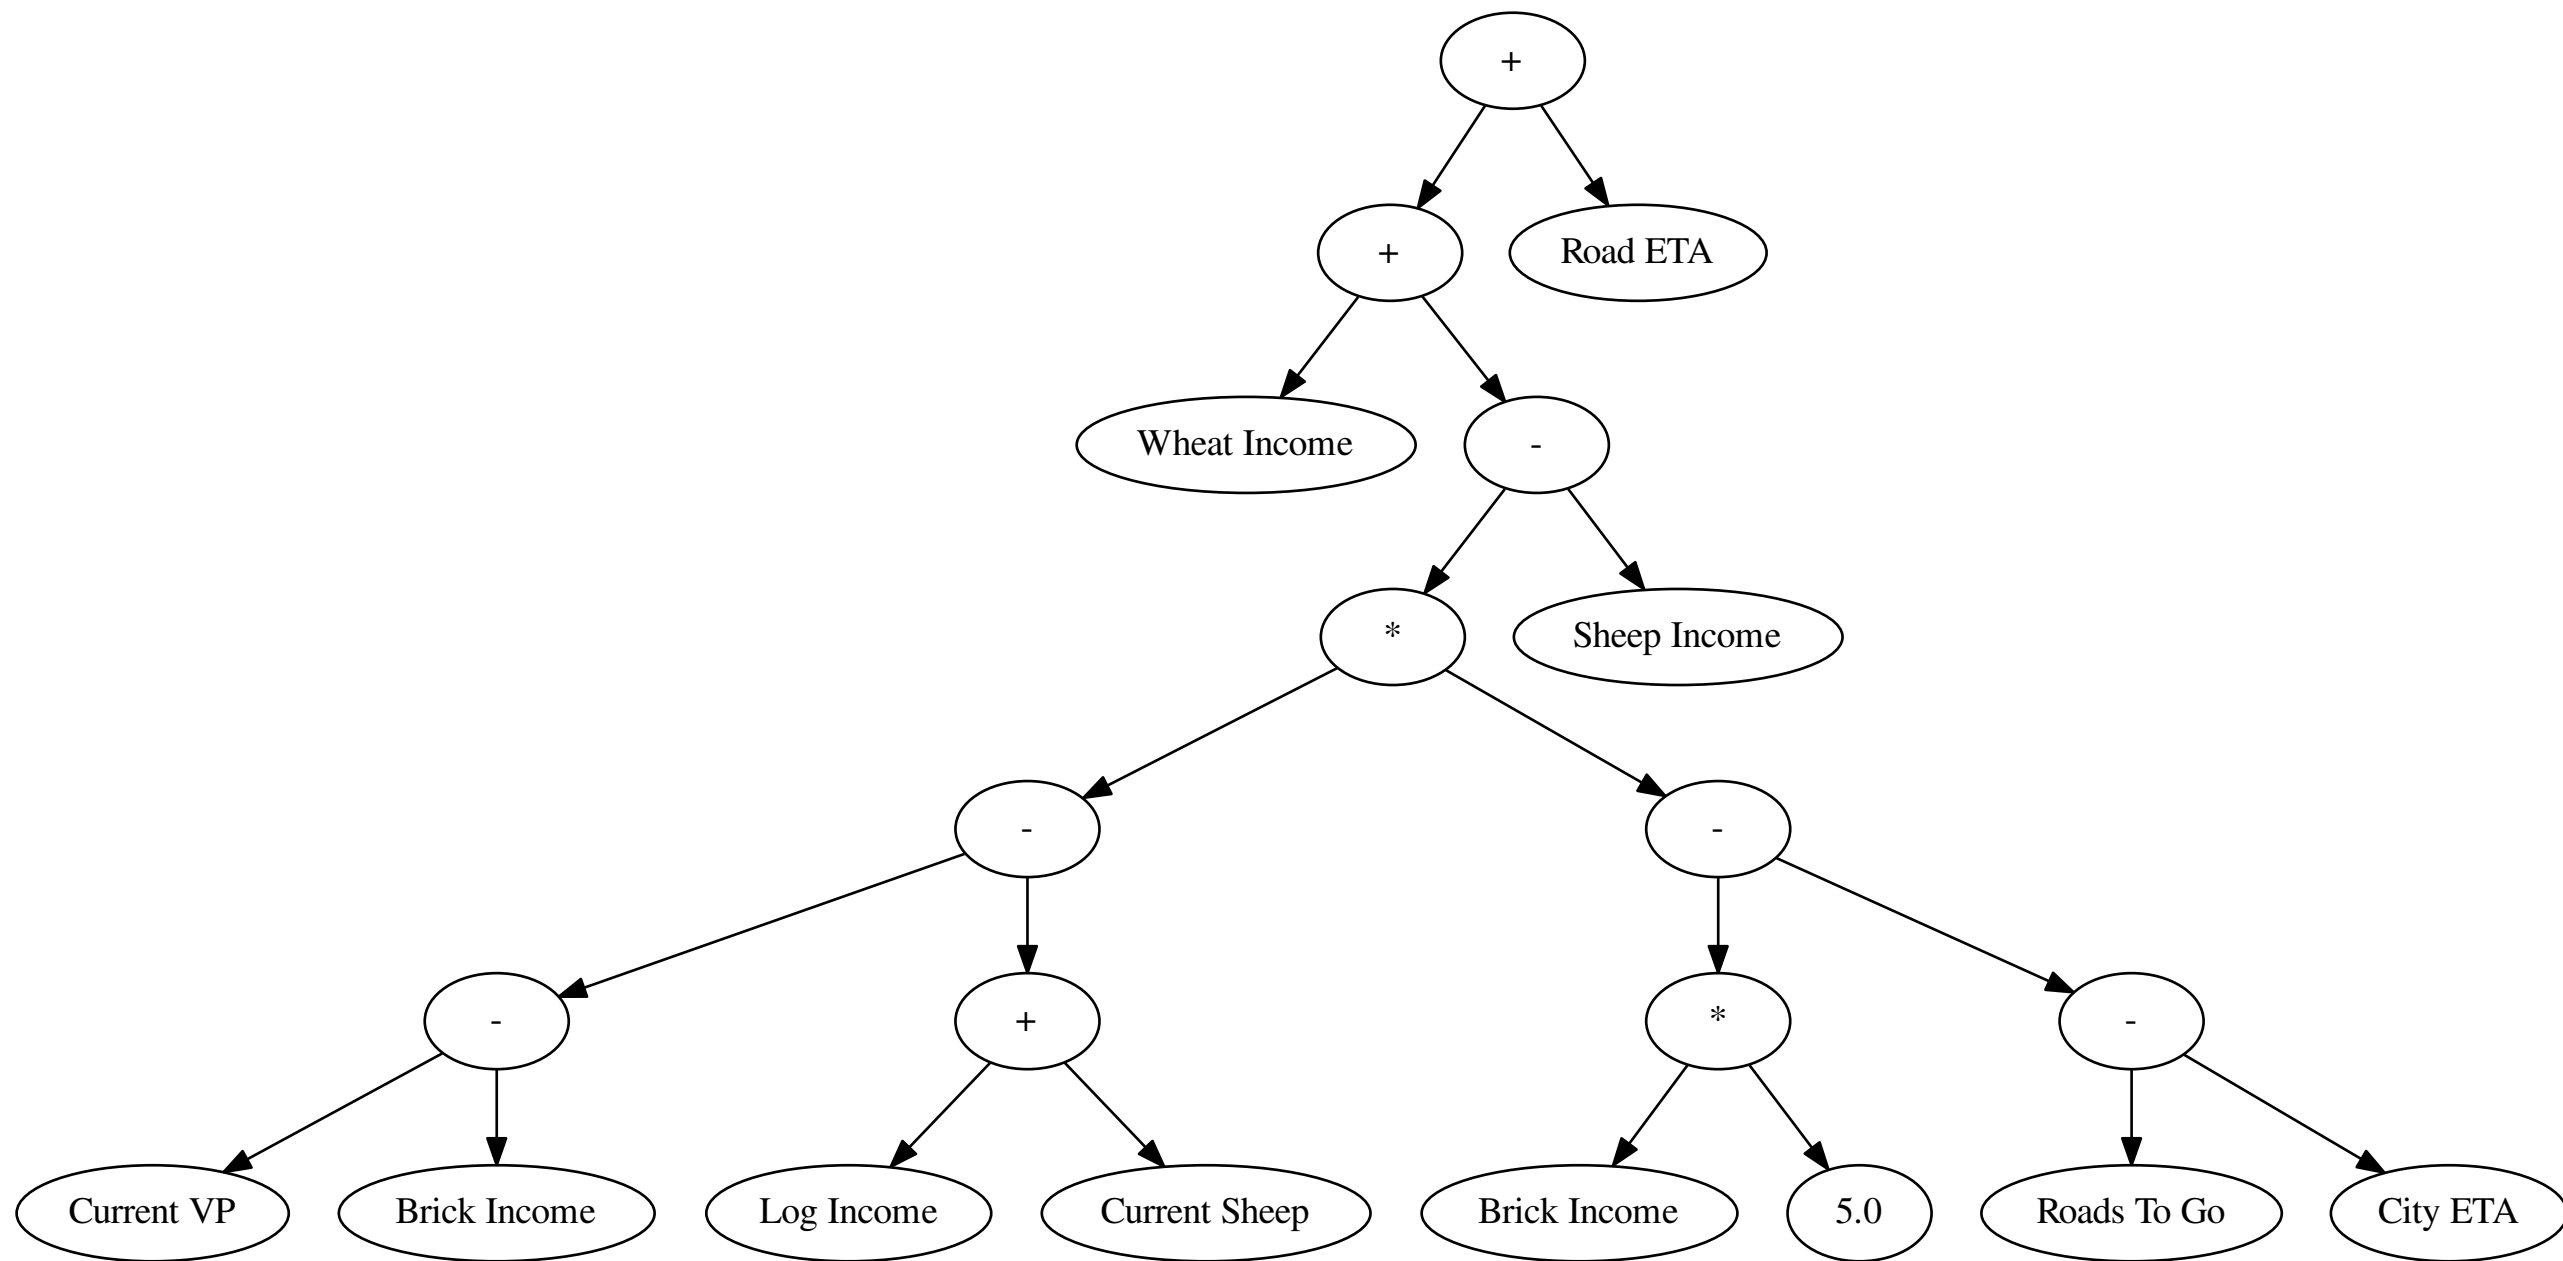 +
+
Road ETA
Wheat Income
-
*
Sheep Income
-
-
-
+
*
-
Current VP
Brick Income
Log Income
Current Sheep
Brick Income
5.0
Roads To Go
City ETA